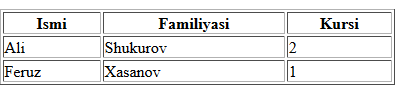 Ismi Familiyasi Kursi
Ali Shukurov 2
Feruz Xasanov 1